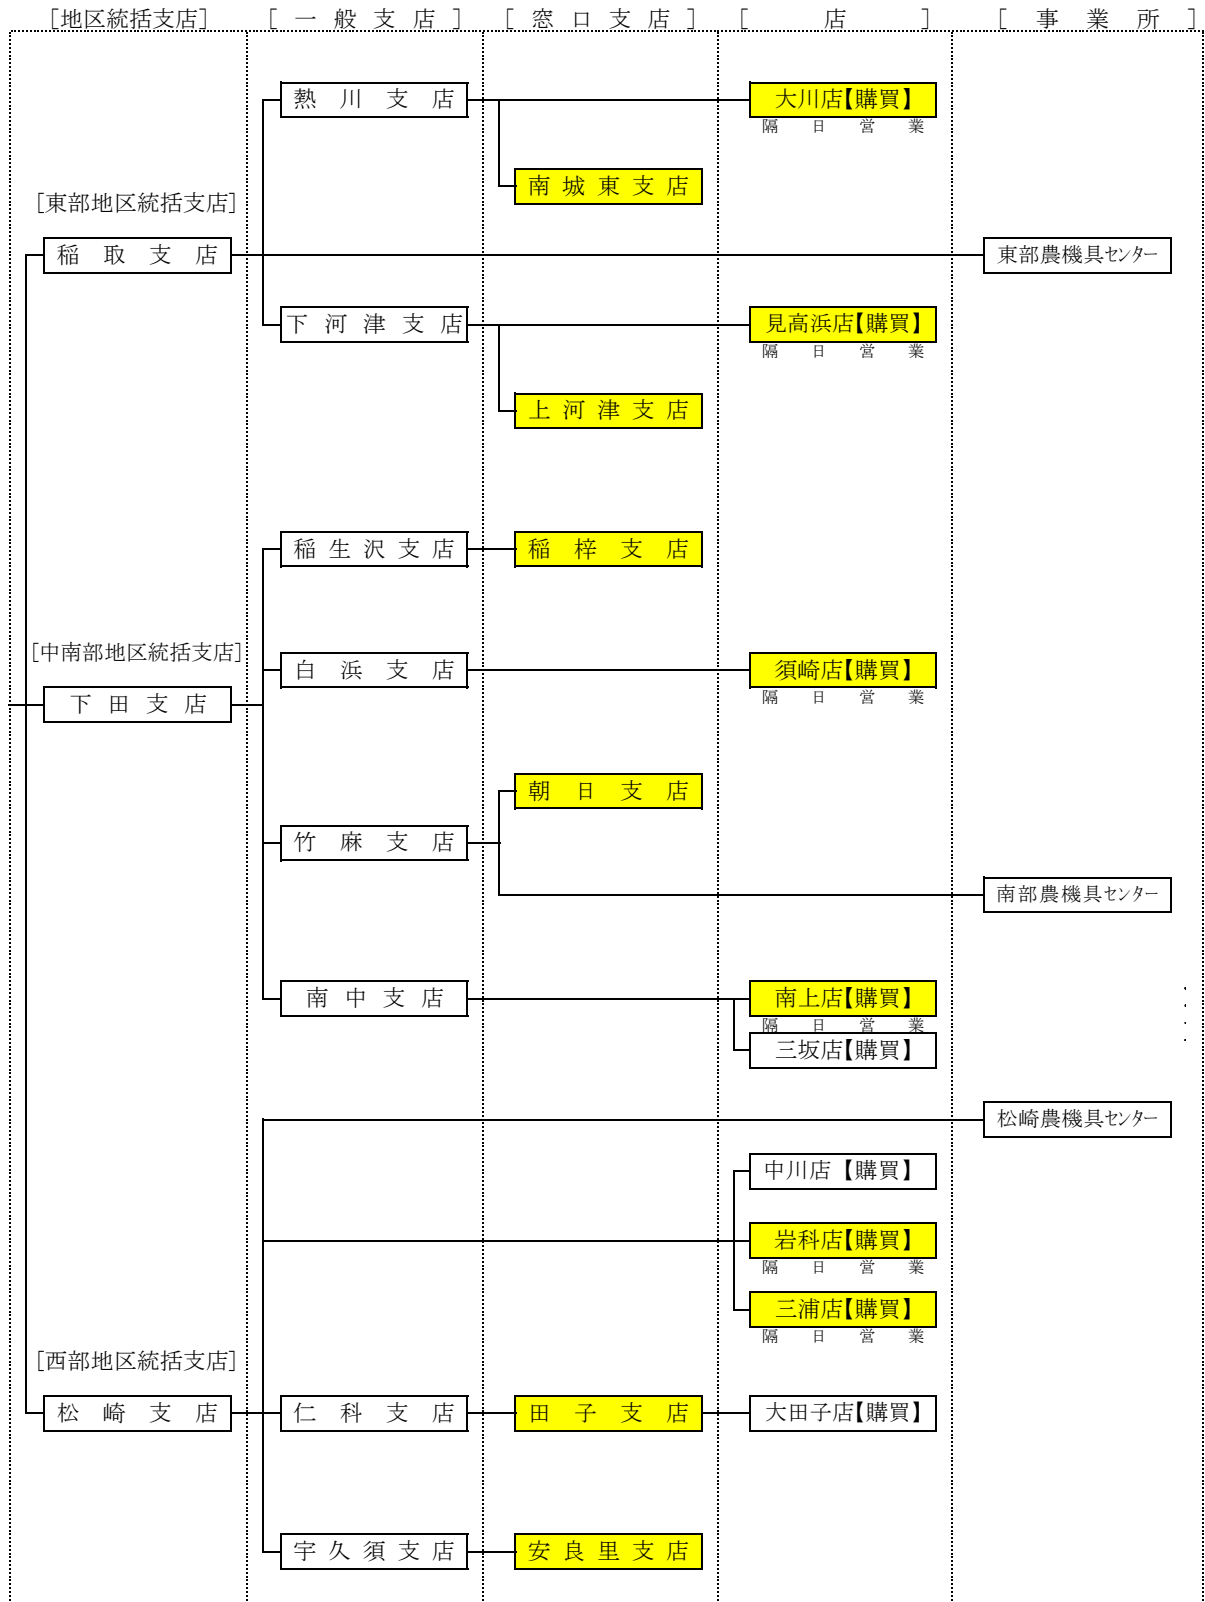 ［地区統括支店］ ［一般支店］ ［窓口支店］ ［店］ ［事業所］
熱川支店 大川店【購買】
隔日営業
南城東支店
［東部地区統括支店］
稲取支店 東部農機具センター
下河津支店 見高浜店【購買】
隔日営業
上河津支店
稲生沢支店 稲梓支店
［中南部地区統括支店］
白浜支店 須崎店【購買】
隔日営業
下田支店
朝日支店
竹麻支店
南部農機具センター
南中支店 南上店【購買】
隔日営業
三坂店【購買】
松崎農機具センター
中川店【購買】
岩科店【購買】
隔日営業
三浦店【購買】
隔日営業
［西部地区統括支店］
松崎支店 仁科支店 田子支店 大田子店【購買】
宇久須支店 安良里支店